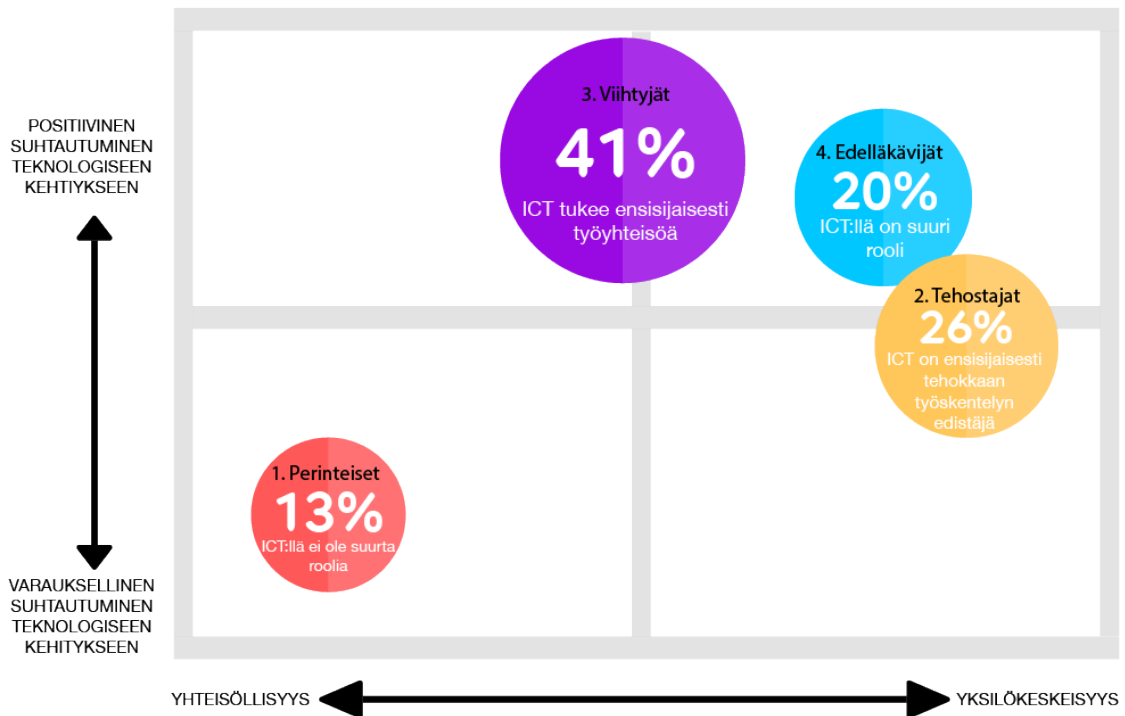 POSITIIVINEN
SUHTAUTUMINEN
TEKNOLOGISEEN
KEHTIYKSEEN
3. Viihtyjät
41%
ICT tukee ensisijaisesti
työyhteisöä
4. Edelläkävijät
20%
ICT:llä on suuri
rooli
2. Tehostajat
26%
ICT on ensisijaisesti
tehokkaan
työskentelyn
edistäjä
1. Perinteiset
13%
ICT:llä ei ole suurta
roolia
VARAUKSELLINEN
SUHTAUTUMINEN
TEKNOLOGISEEN
KEHITYKSEEN
YHTEISÖLLISYYS
YKSILÖKESKEISYYS